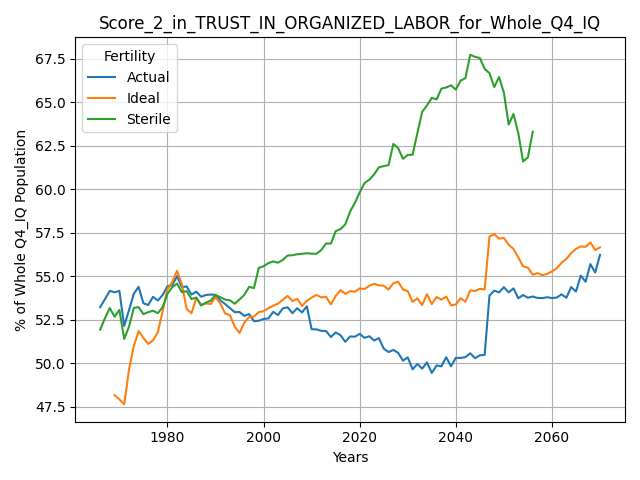 Score_2_in_TRUST_IN_ORGANIZED_LABOR_for_Whole_Q4_IQ
Fertility
Actual
Ideal
Sterile
% of Whole Q4_IQ Population
67.5
65.0
62.5
60.0
57.5
55.0
52.5
50.0
47.5
1980 2000 2020 2040 2060
Years